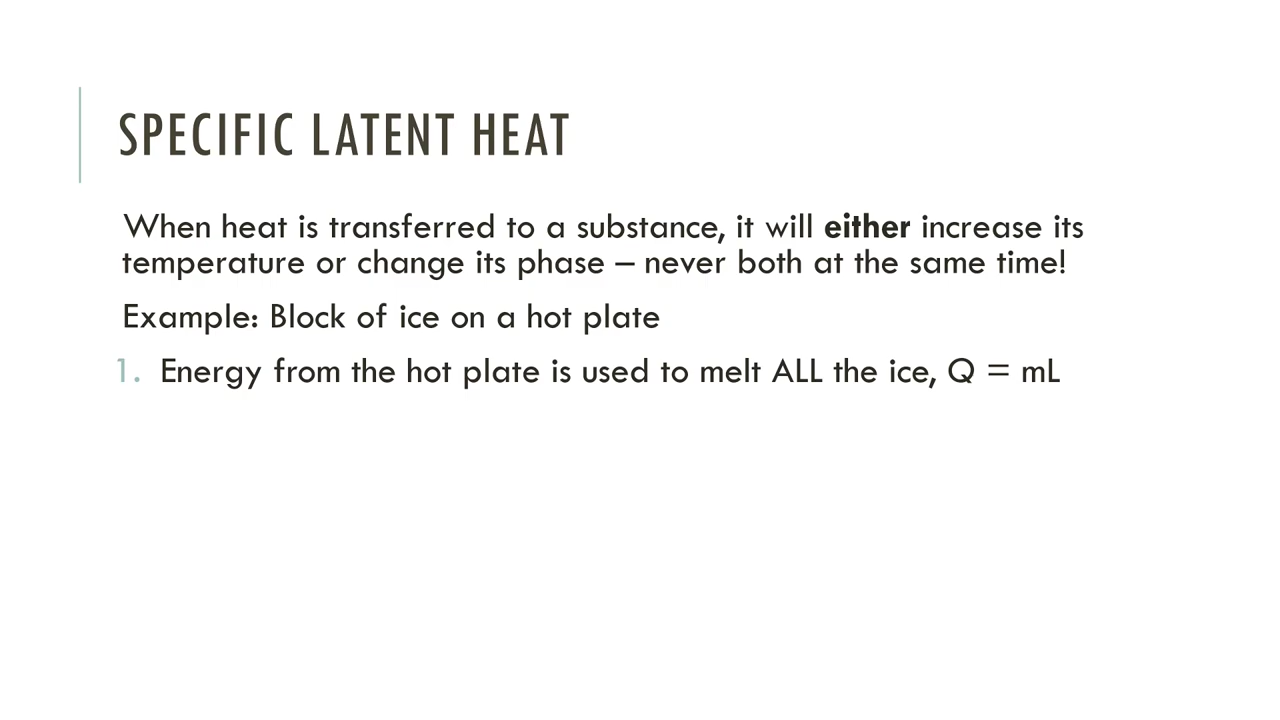 SPECIFIC LATENT HEAT
When heat is transferred to a substance, it will either increase its
temperature or change its phase – never both at the same time!
Example: Block of ice on a hot plate
1. Energy from the hot plate is used to melt ALL the ice, Q = mL